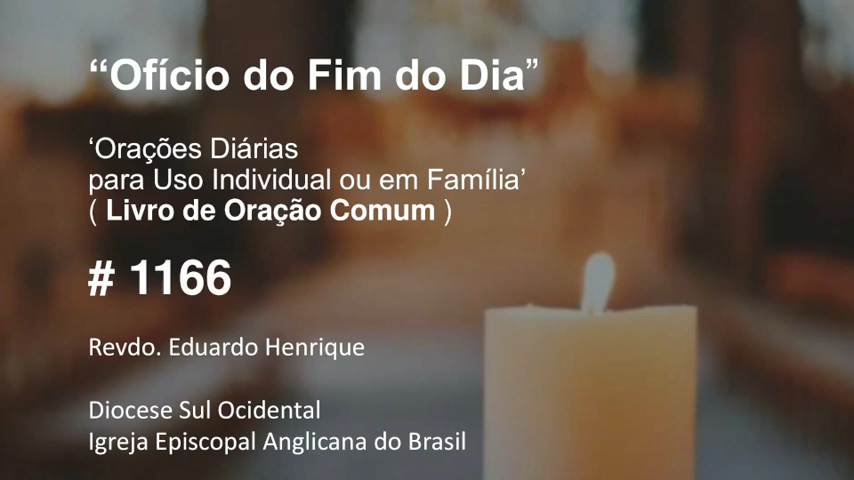 “Ofício do Fim do Dia”
‘Orações Diárias
para Uso Individual ou em Família’
( Livro de Oração Comum )
# 1166
Revdo. Eduardo Henrique
Diocese Sul Ocidental
Igreja Episcopal Anglicana do Brasil